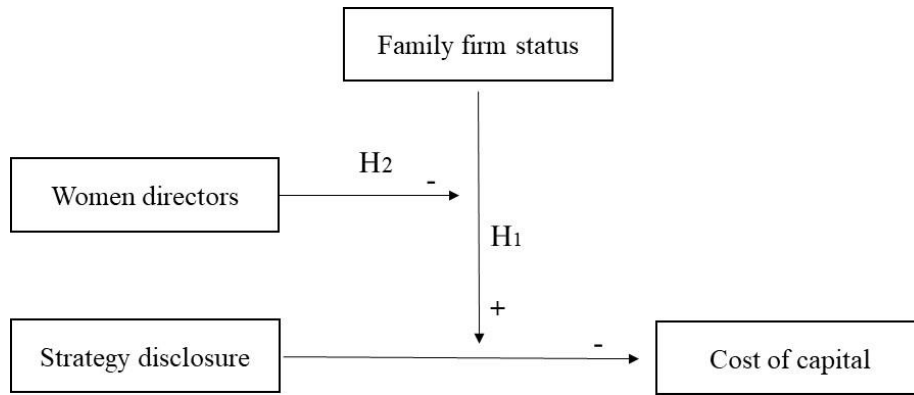 Family firm status
H2
-
Women directors
H1
+
Strategy disclosure
-
Cost of capital